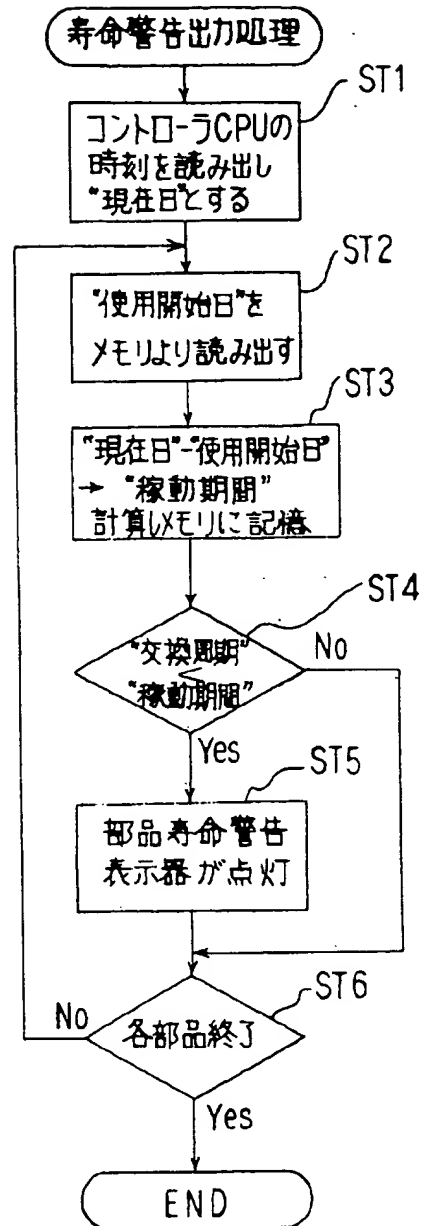 寿命警告出力処理
ST1
コントローラCPUの
時刻を読み出し
“現在日”とする
ST2
“使用開始日”を
メモリより読み出す
ST3
“現在日”-“使用開始日”
→ “稼動期間”
計算しメモリに記憶
ST4
“交換周期”
<
“稼動期間”
No
Yes
ST5
部品寿命警告
表示器が点灯
ST6
各部品終了
No
Yes
END